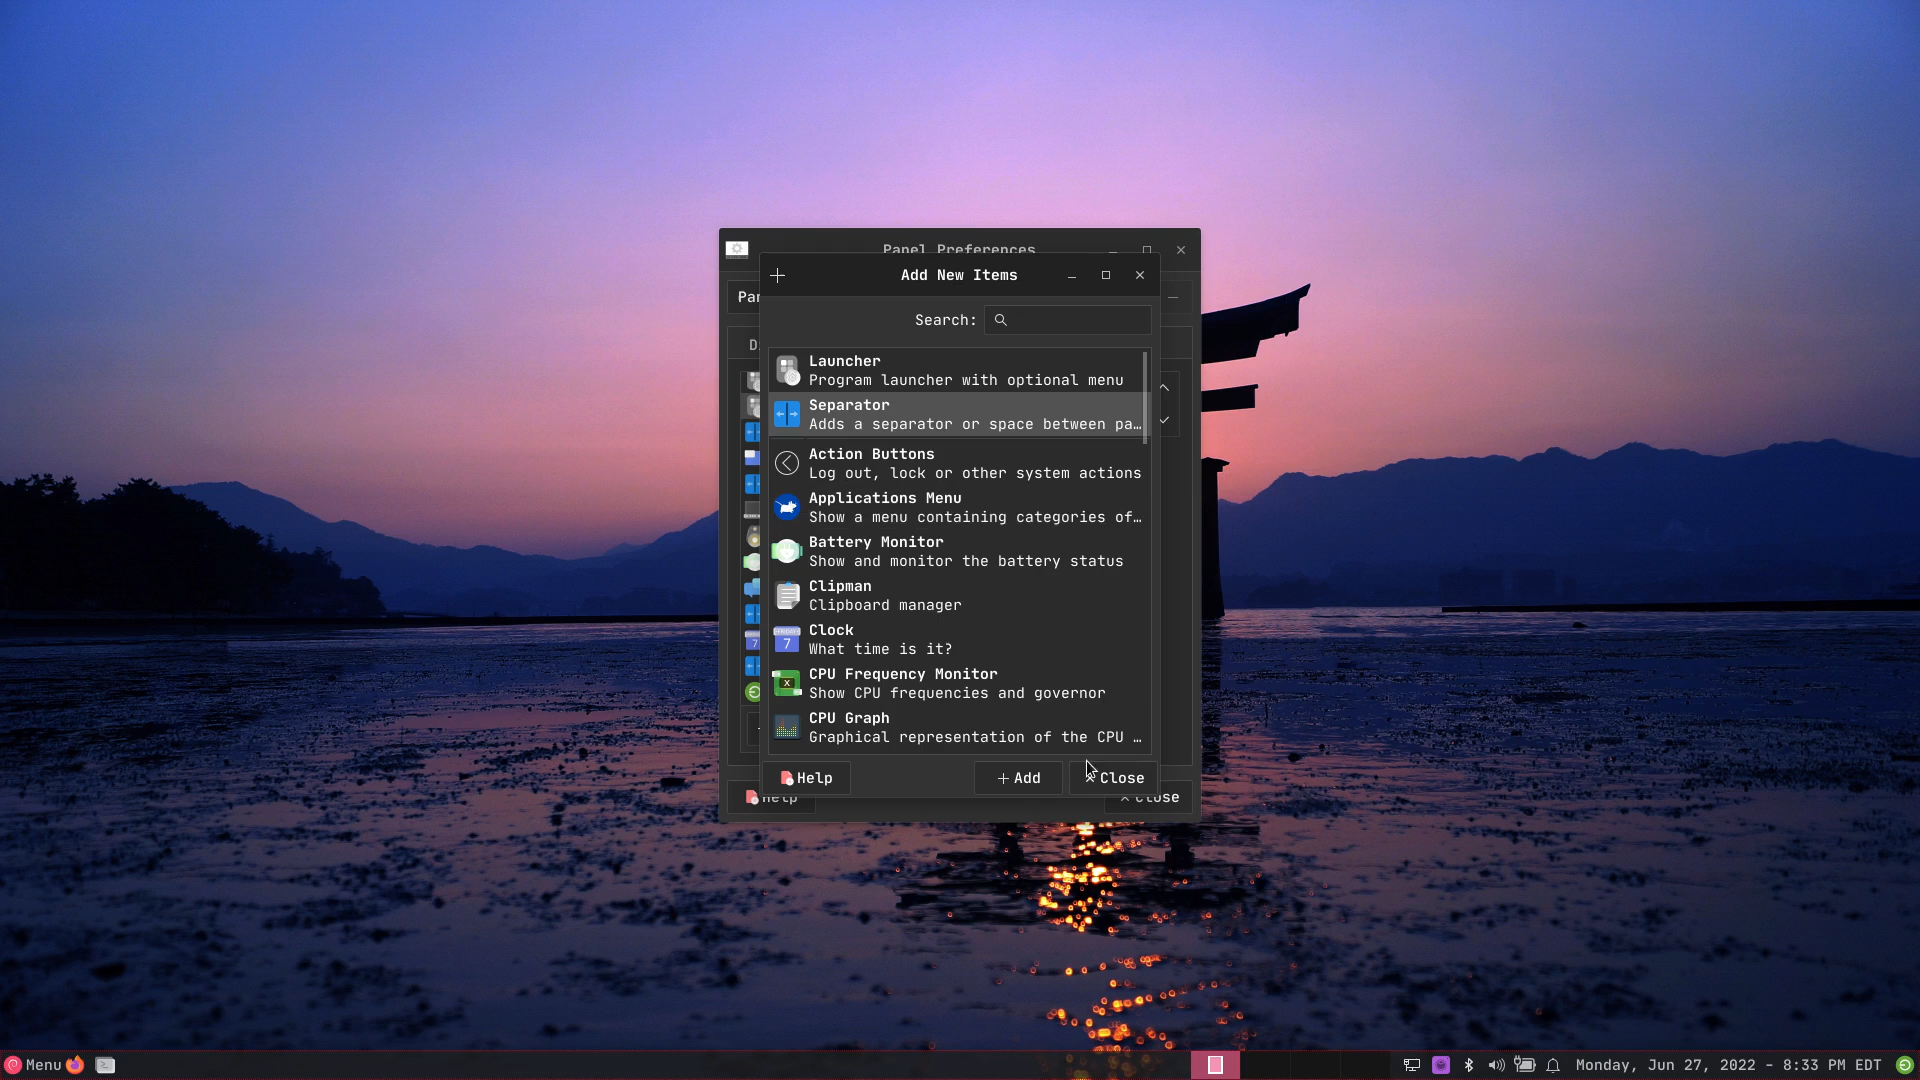 Panel Preferences
Add New Items
Pa
Search:
D
Launcher
Program launcher with optional menu
Separator
Adds a separator or space between pa…
Action Buttons
Log out, lock or other system actions
Applications Menu
Show a menu containing categories of…
Battery Monitor
Show and monitor the battery status
Clipman
Clipboard manager
Clock
What time is it?
CPU Frequency Monitor
Show CPU frequencies and governor
CPU Graph
Graphical representation of the CPU …
Help
Add
Close
Help
Close
Menu
Monday, Jun 27, 2022 - 8:33 PM EDT